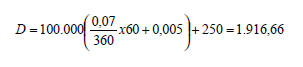 D = 100.000(0,07/360 x60 + 0,005) + 250 = 1.916,66